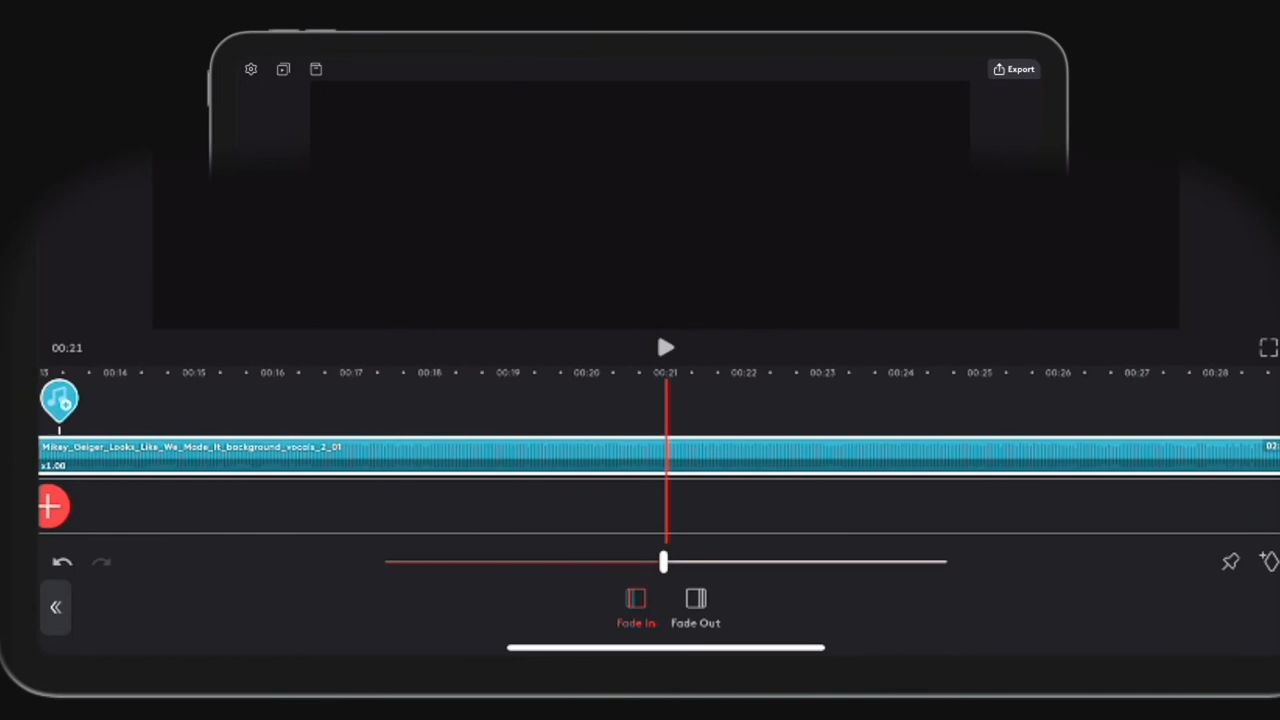 Export
00:21
13 00:14 00:15 00:16 00:17 00:18 00:19 00:20 00:21 00:22 00:23 00:24 00:25 00:26 00:27 00:28
Mikey_Geiger_Looks_Like_We_Made_It_background_vocals_2_01
02:
x1.00
Fade In Fade Out